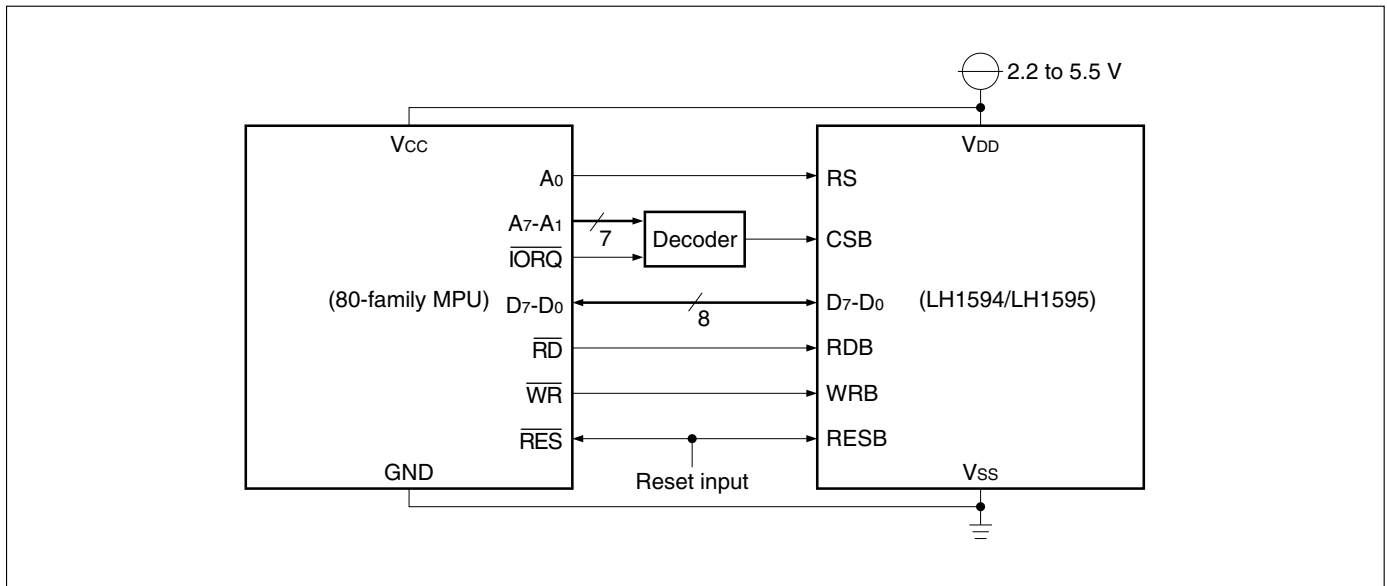 2.2 to 5.5 V
VCC
VDD
A0
RS
A7-A1
7
Decoder
CSB
IORQ
(80-family MPU)
D7-D0
8
D7-D0
(LH1594/LH1595)
RD
RDB
WR
WRB
RES
RESB
Reset input
GND
VSS